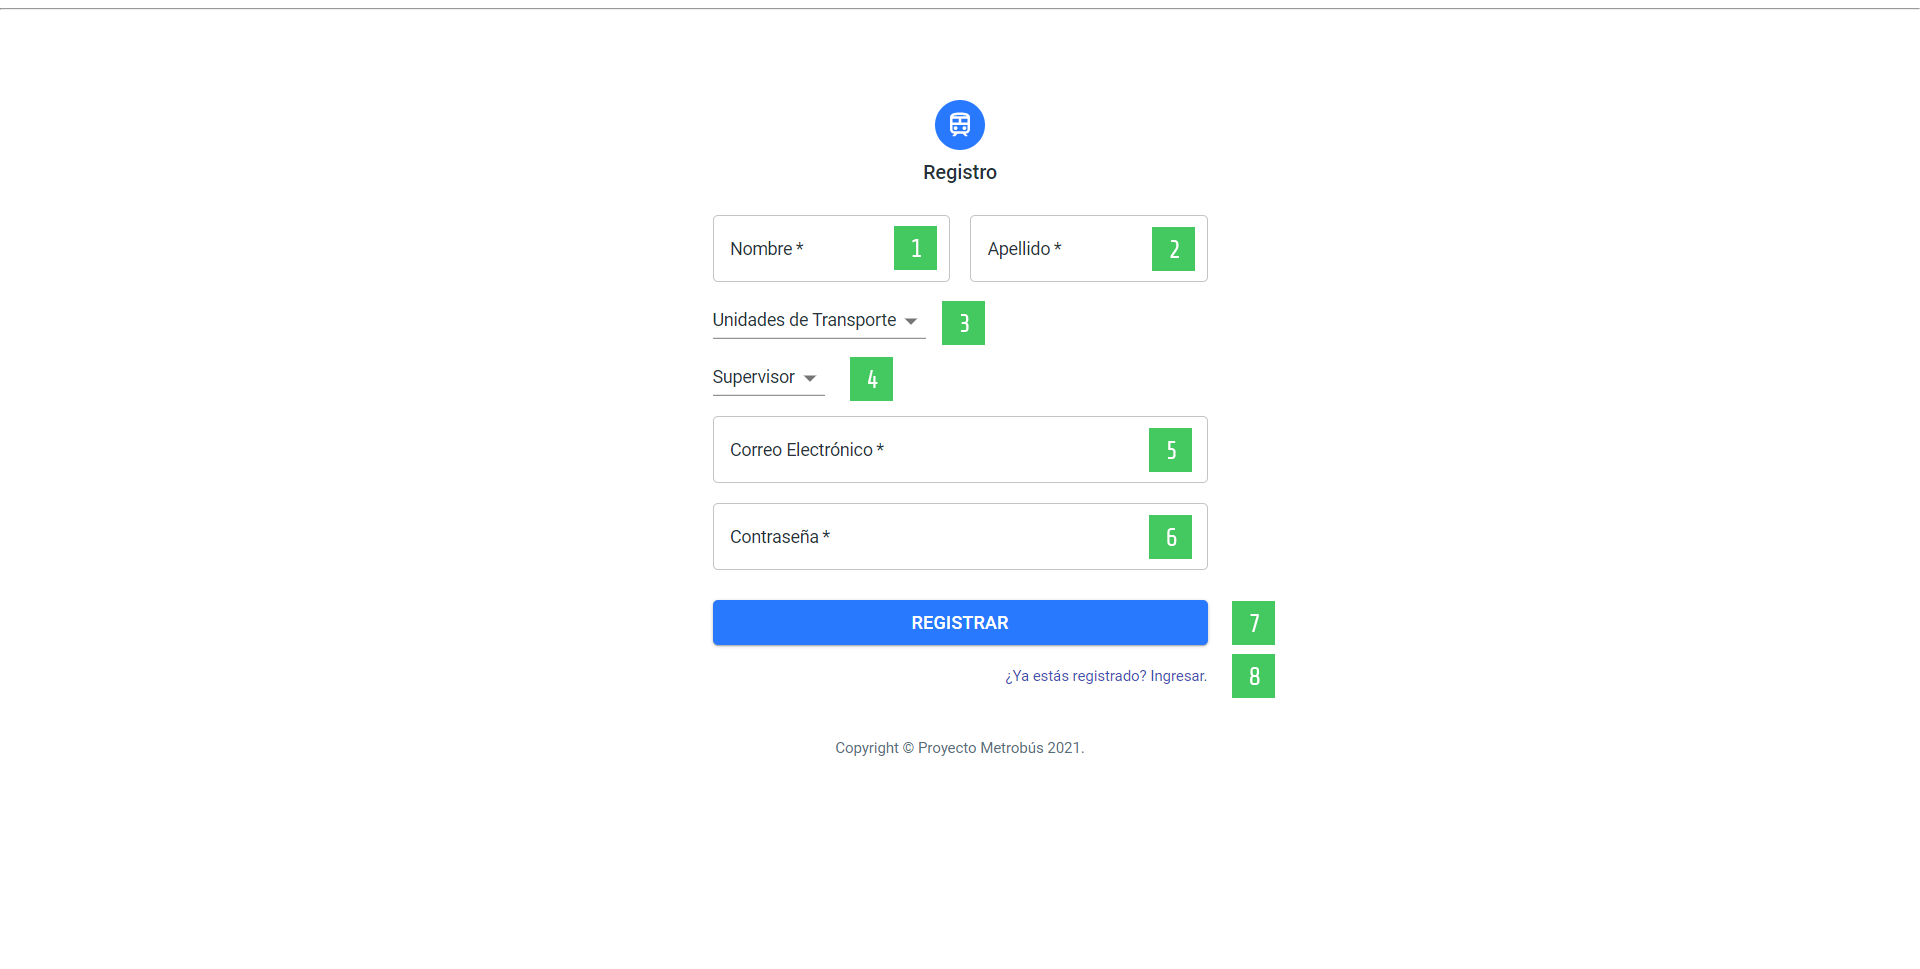 Registro
Nombre * 1 Apellido * 2
Unidades de Transporte 3
Supervisor 4
Correo Electrónico * 5
Contraseña * 6
REGISTRAR 7
¿Ya estás registrado? Ingresar. 8
Copyright © Proyecto Metrobús 2021.